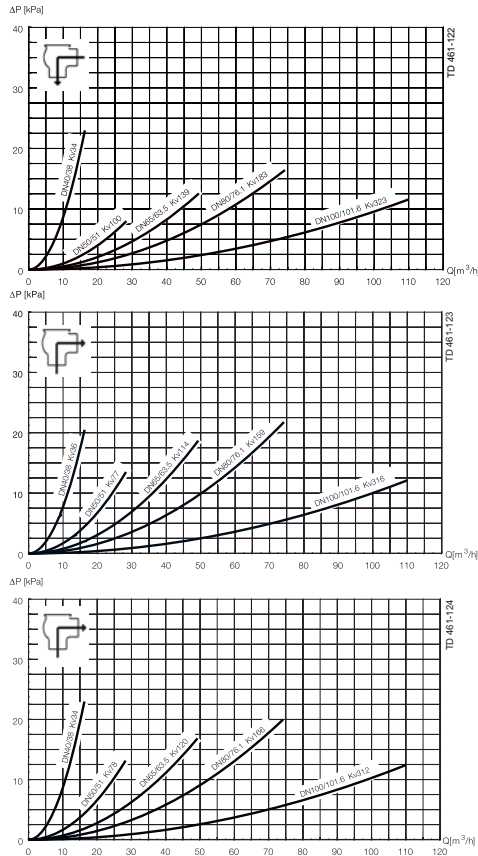 ΔP [kPa]
40
30
20
10
0
DN40/38 Kv34
DN50/51 Kv100
DN65/63.5 Kv139
DN80/76.1 Kv183
DN100/101.6 Kv323
TD 461-122
0 10 20 30 40 50 60 70 80 90 100 110 120 Q[m³/h]
ΔP [kPa]
40
30
20
10
0
DN40/38 Kv36
DN50/51 Kv77
DN65/63.5 Kv114
DN80/76.1 Kv159
DN100/101.6 Kv316
TD 461-123
0 10 20 30 40 50 60 70 80 90 100 110 120
Q[m³/h]
ΔP [kPa]
40
30
20
10
0
DN40/38 Kv34
DN50/51 Kv78
DN65/63.5 Kv120
DN80/76.1 Kv166
DN100/101.6 Kv312
TD 461-124
Q[m³/h]
0 10 20 30 40 50 60 70 80 90 100 110 120